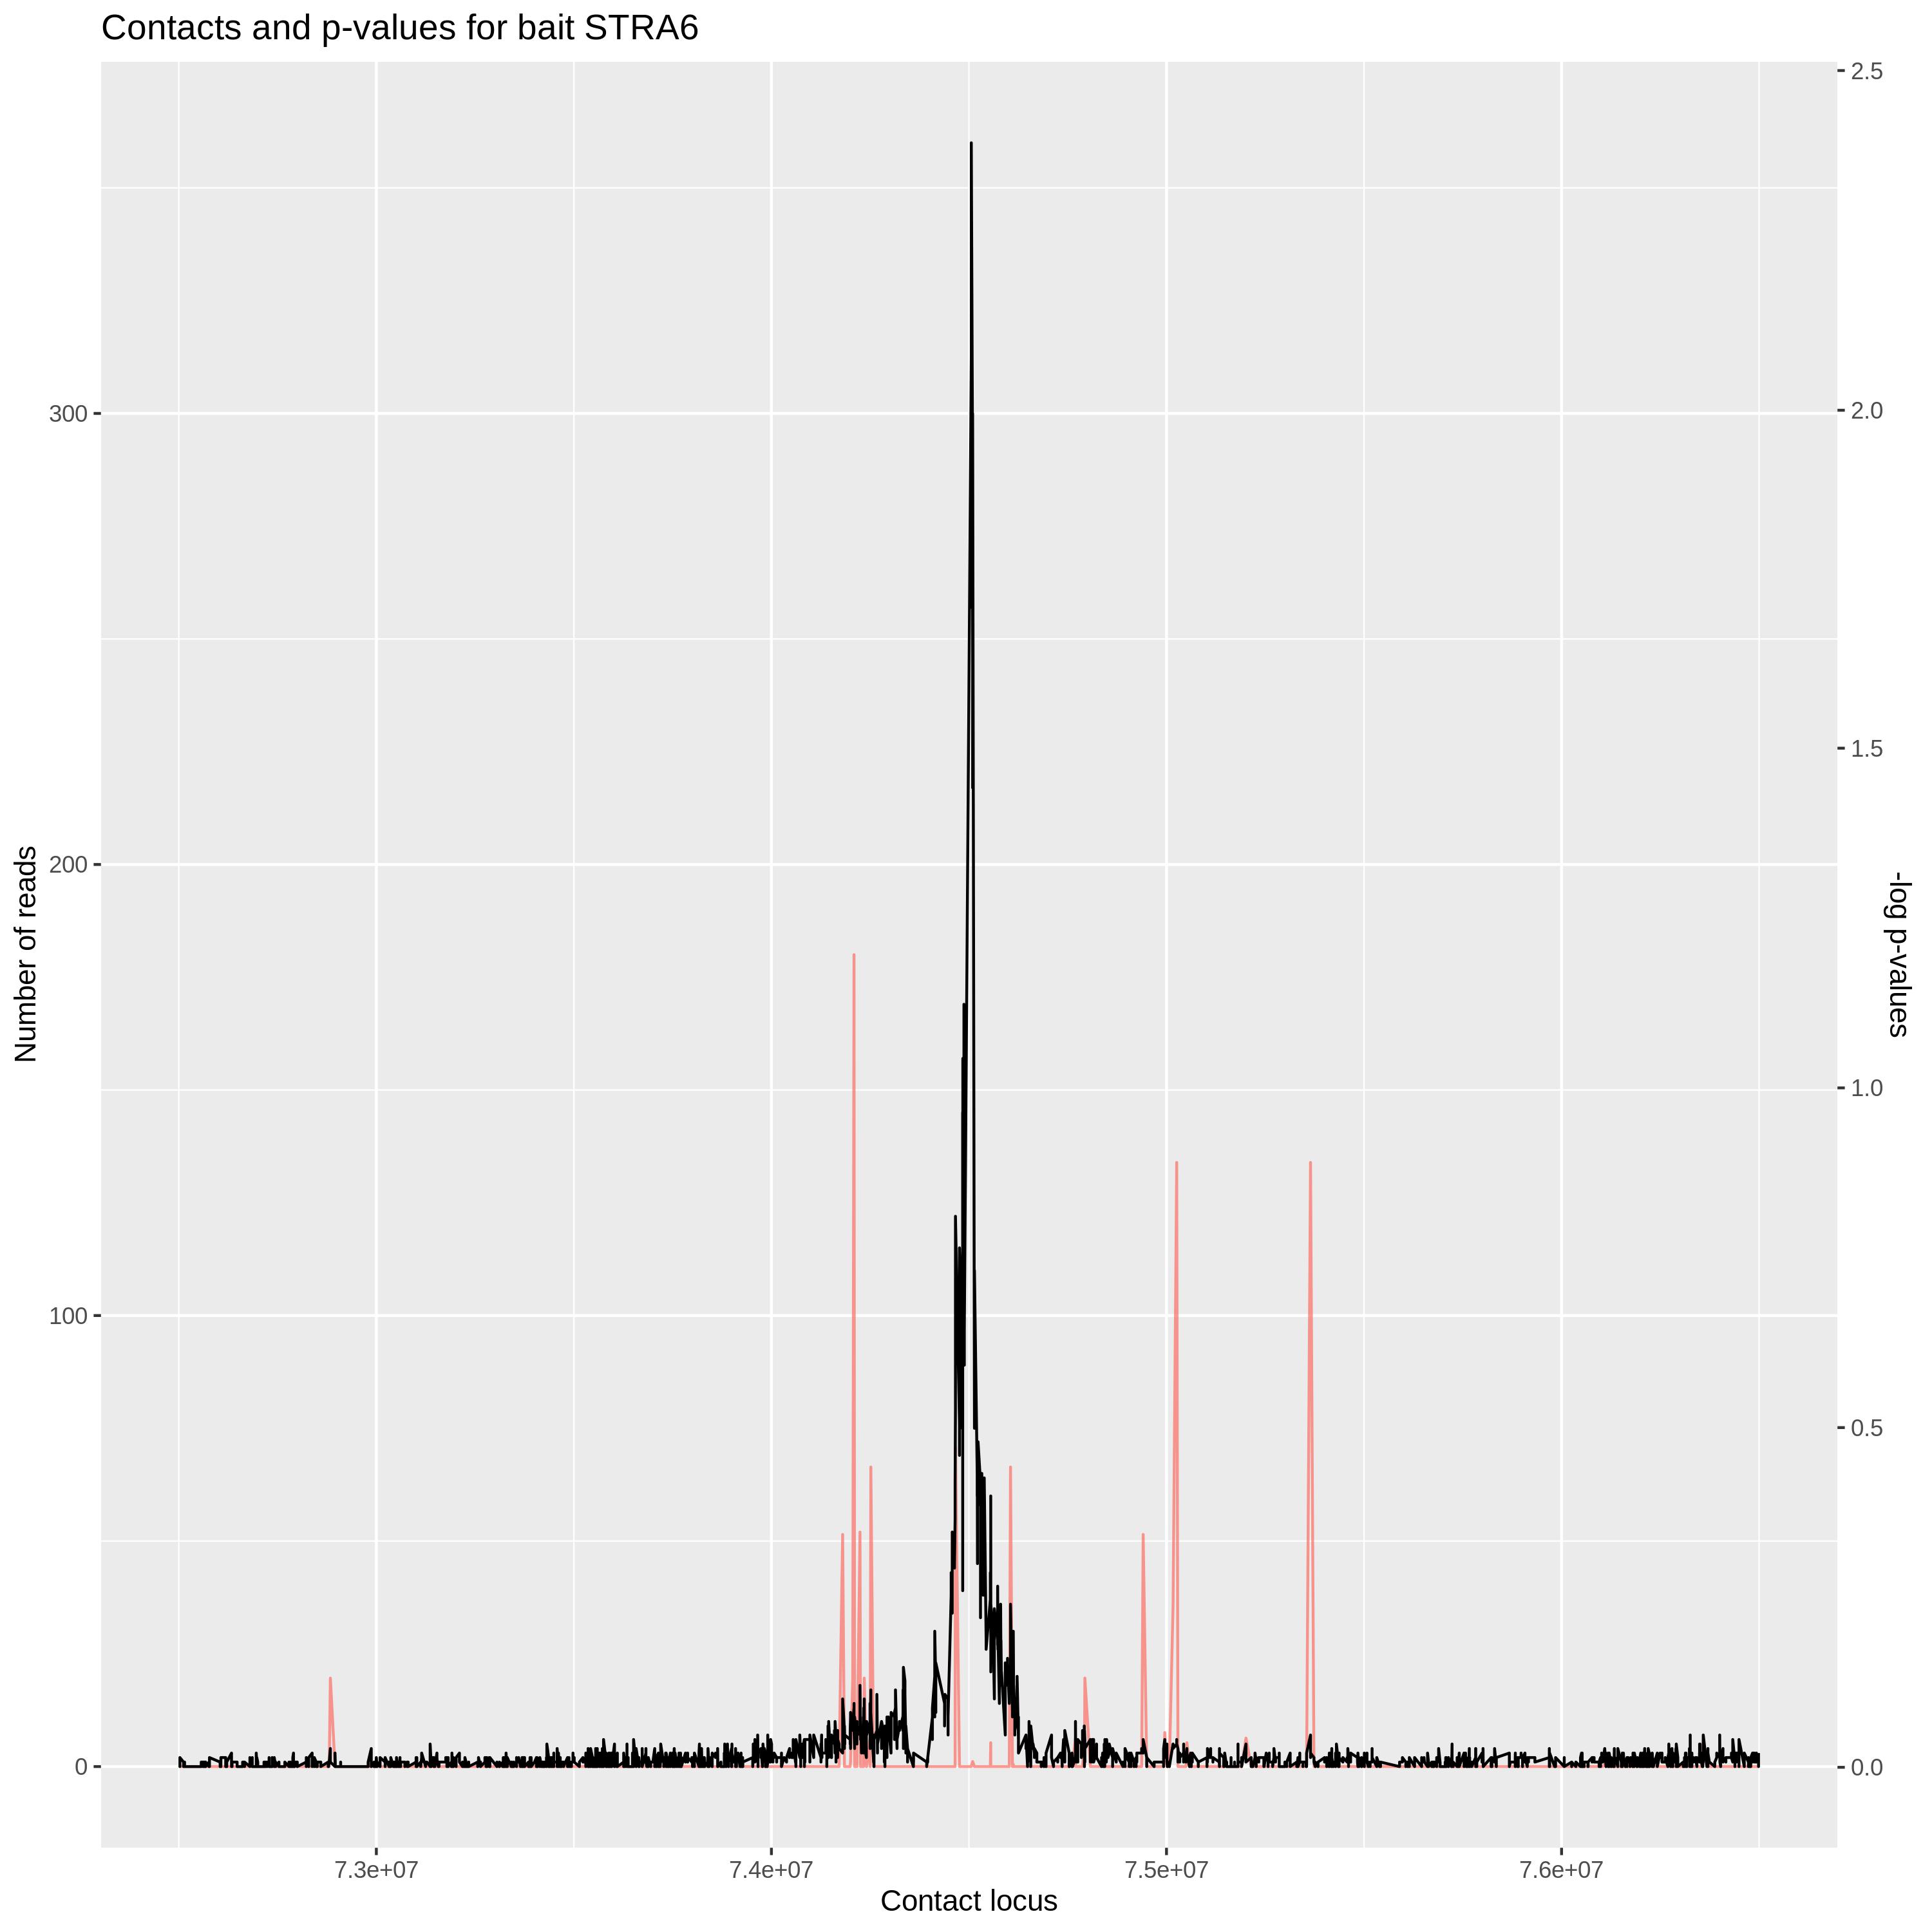 Contacts and p-values for bait STRA6
Number of reads
300
200
100
0
2.5
2.0
1.5
1.0
0.5
0.0
-log p-values
7.3e+07
7.4e+07
7.5e+07
7.6e+07
Contact locus